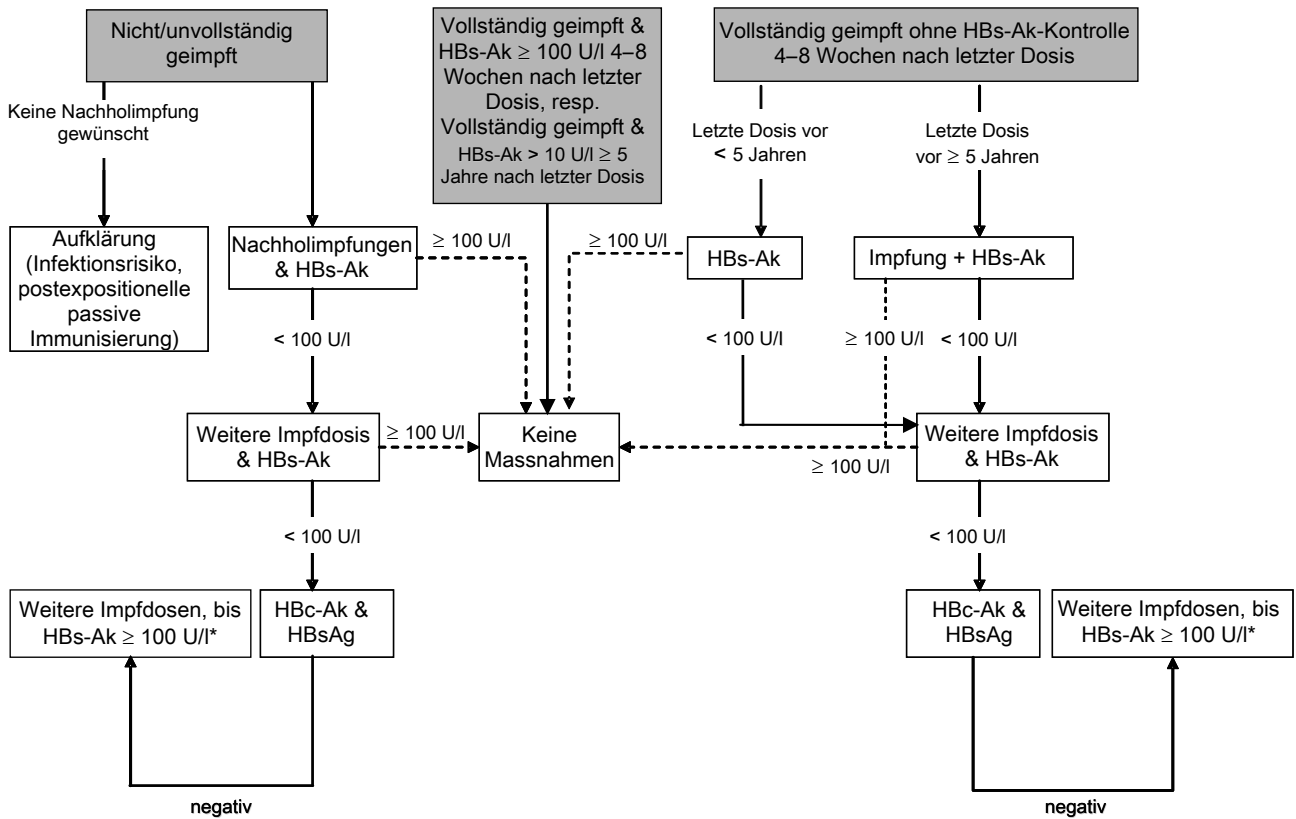 Nicht/unvollständig
geimpft
Vollständig geimpft &
HBs-Ak ≥ 100 U/l 4–8
Wochen nach letzter
Dosis, resp.
Vollständig geimpft &
HBs-Ak > 10 U/l ≥ 5
Jahre nach letzter Dosis
Vollständig geimpft ohne HBs-Ak-Kontrolle
4–8 Wochen nach letzter Dosis
Keine Nachholimpfung
gewünscht
Letzte Dosis vor
< 5 Jahren
Letzte Dosis
vor ≥ 5 Jahren
Aufklärung
(Infektionsrisiko,
postexpositionelle
passive
Immunisierung)
Nachholimpfungen
& HBs-Ak
≥ 100 U/l
≥ 100 U/l
HBs-Ak
Impfung + HBs-Ak
< 100 U/l
< 100 U/l
≥ 100 U/l
< 100 U/l
Weitere Impfdosis
& HBs-Ak
≥ 100 U/l
Keine
Massnahmen
≥ 100 U/l
Weitere Impfdosis
& HBs-Ak
< 100 U/l
< 100 U/l
Weitere Impfdosen, bis
HBs-Ak ≥ 100 U/l*
HBc-Ak &
HBsAg
HBc-Ak &
HBsAg
Weitere Impfdosen, bis
HBs-Ak ≥ 100 U/l*
negativ
negativ